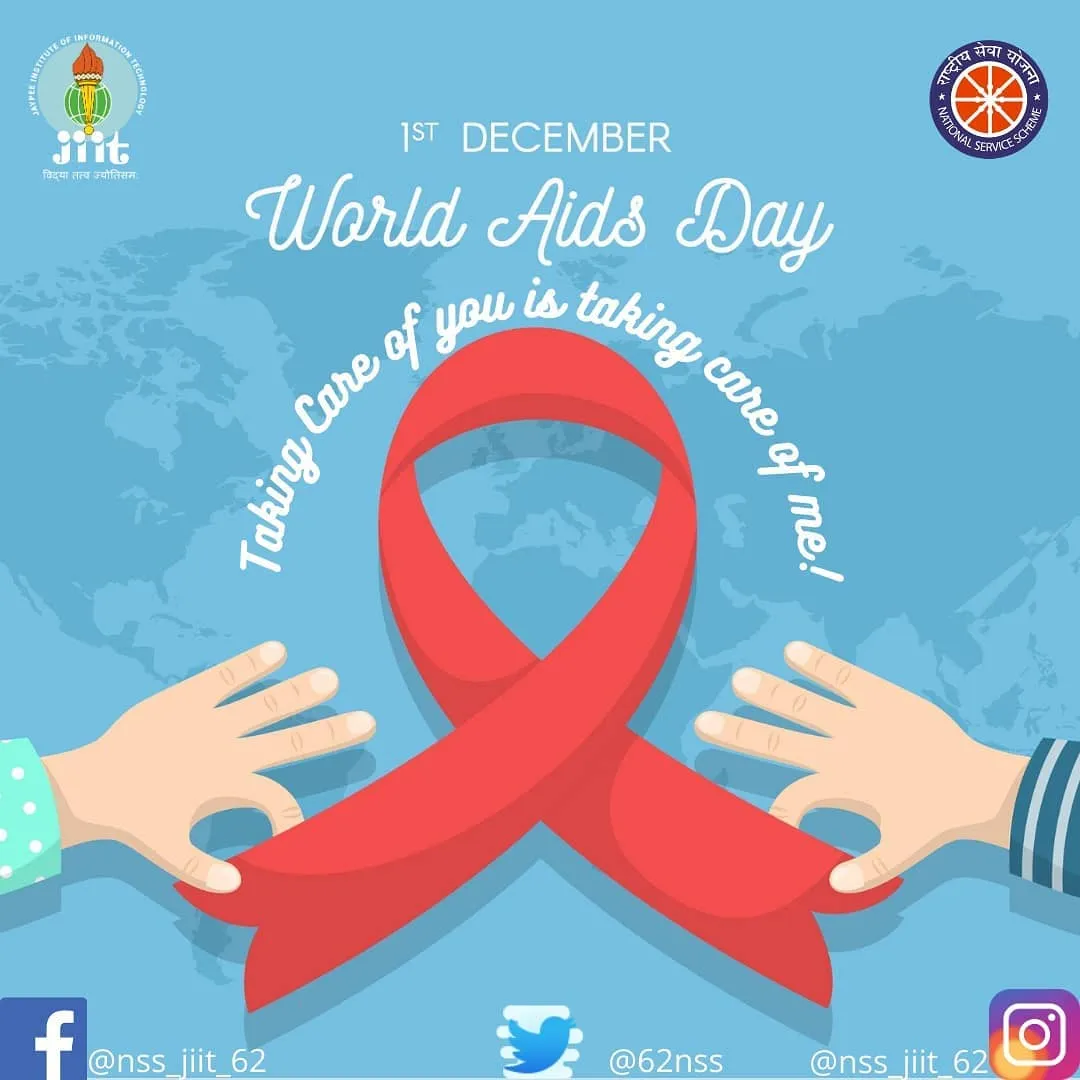 JAYPEE INSTITUTE OF INFORMATION TECHNOLOGY
jiit
विद्या तत्व ज्योतिसम:
राष्ट्रीय सेवा योजना
NATIONAL SERVICE SCHEME
1ST DECEMBER
World Aids Day
Taking Care of you is taking care of me!
@nss_jiit_62
@62nss
@nss_jiit_62